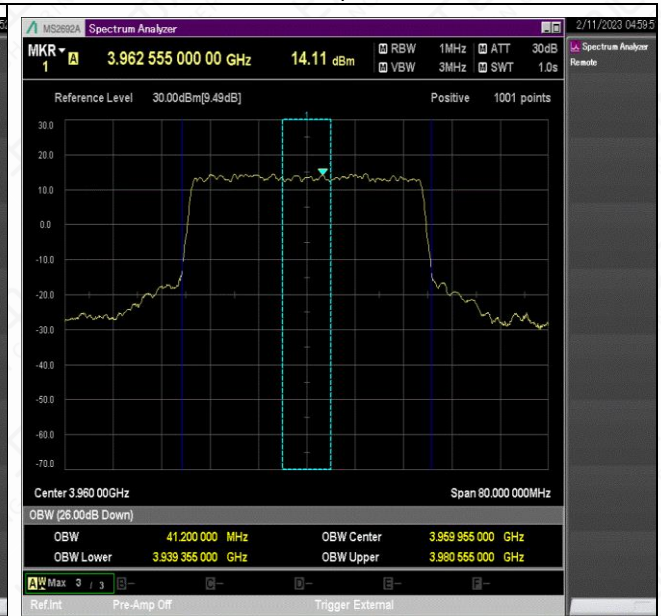 MS2692A Spectrum Analyzer
2/11/2023 04:59:5
MKR 1 A 3.962 555 000 00 GHz 14.11 dBm M RBW 1MHz M ATT 30dB
M VBW 3MHz M SWT 1.0s
Spectrum Analyzer
Remote
Reference Level 30.00dBm[9.49dB] Positive 1001 points
30.0
20.0
10.0
0.0
-10.0
-20.0
-30.0
-40.0
-50.0
-60.0
-70.0
Center 3.960 00GHz Span 80.000 000MHz
OBW (26.00dB Down)
OBW 41.200 000 MHz OBW Center 3.959 955 000 GHz
OBW Lower 3.939 355 000 GHz OBW Upper 3.980 555 000 GHz
A W Max 3 / 3 B- C- D- E- F-
Ref.Int Pre-Amp Off Trigger External